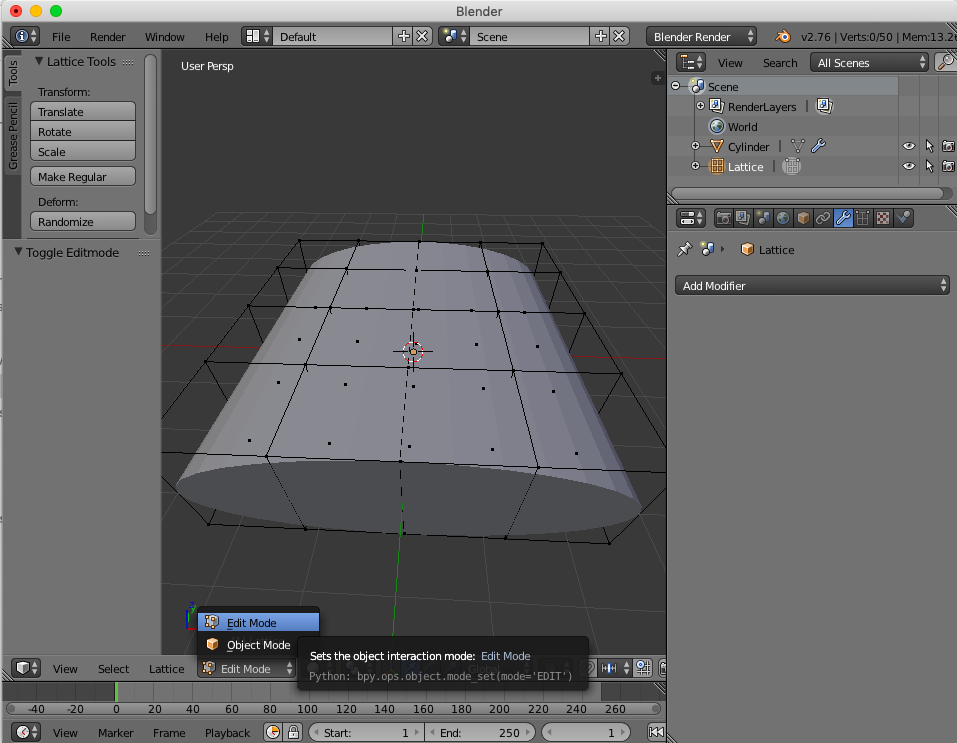 Blender
File Render Window Help Default Scene Blender Render v2.76 | Verts:0/50 | Mem:13.2
Tools
Grease Pencil
Lattice Tools
Transform:
Translate
Rotate
Scale
Make Regular
Deform:
Randomize
Toggle Editmode
User Persp
View Search All Scenes
Scene
RenderLayers
World
Cylinder
Lattice
Lattice
Add Modifier
y
Edit Mode
Object Mode
Sets the object interaction mode: Edit Mode
Python: bpy.ops.object.mode_set(mode='EDIT')
View Select Lattice Edit Mode
-40 -20 0 20 40 60 80 100 120 140 160 180 200 220 240 260
View Marker Frame Playback Start: 1 End: 250 1